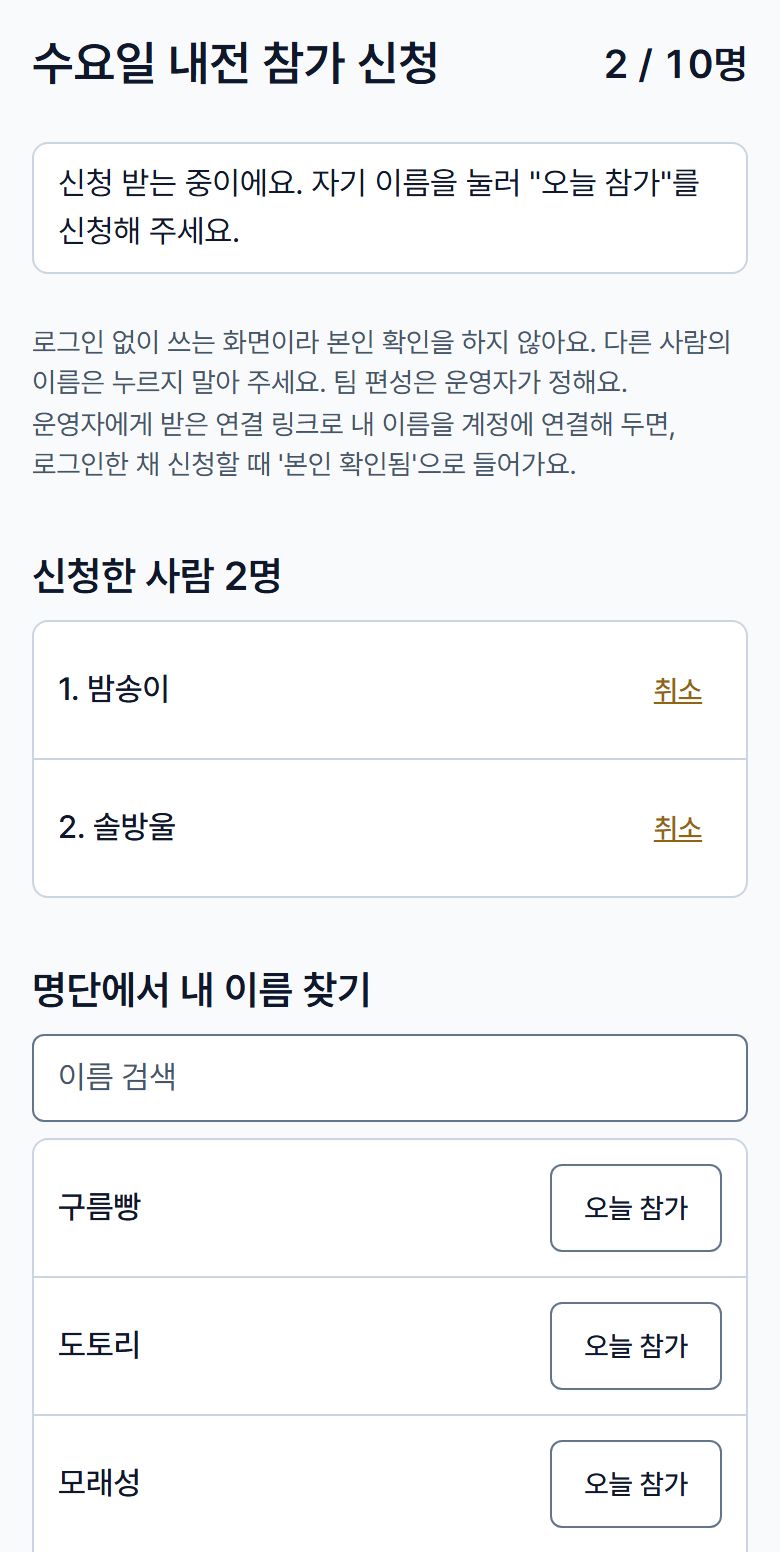 수요일 내전 참가 신청
2 / 10명
신청 받는 중이에요. 자기 이름을 눌러 "오늘 참가"를
신청해 주세요.
로그인 없이 쓰는 화면이라 본인 확인을 하지 않아요. 다른 사람의
이름은 누르지 말아 주세요. 팀 편성은 운영자가 정해요.
운영자에게 받은 연결 링크로 내 이름을 계정에 연결해 두면,
로그인한 채 신청할 때 '본인 확인됨'으로 들어가요.
신청한 사람 2명
1. 밤송이
취소
2. 솔방울
취소
명단에서 내 이름 찾기
이름 검색
구름빵
오늘 참가
도토리
오늘 참가
모래성
오늘 참가